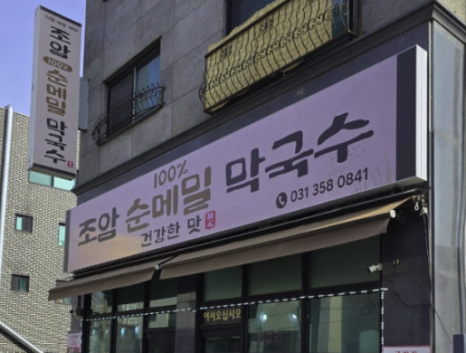 조암
100%
순메밀
막국수
100%
조암 순메밀 막국수
건강한 맛
031 358 0841
어서오십시오